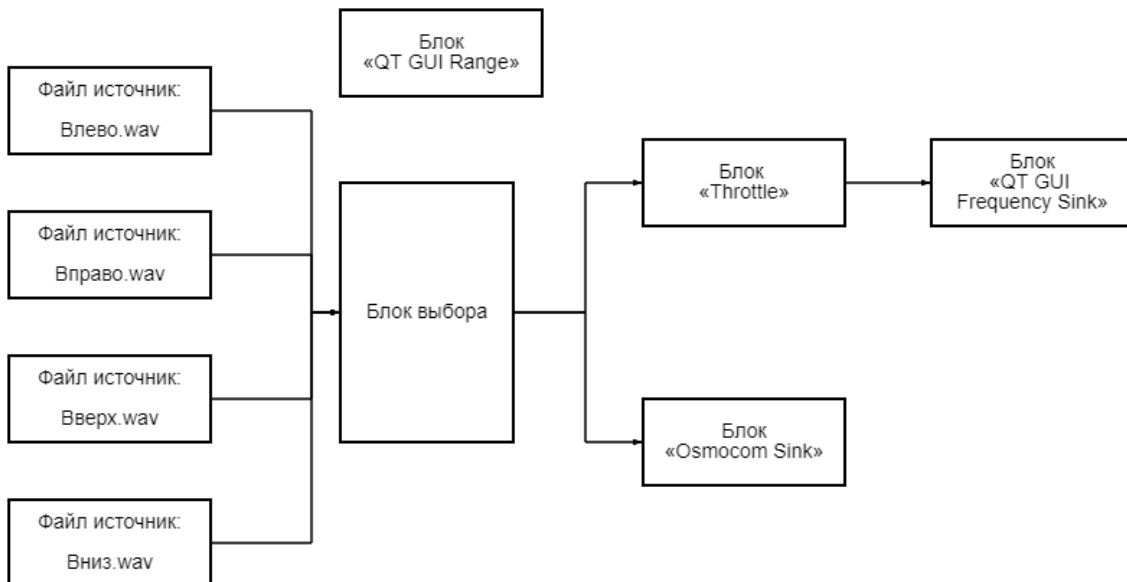 Блок
«QT GUI Range»
Файл источник:
Влево.wav
Файл источник:
Вправо.wav
Файл источник:
Вверх.wav
Файл источник:
Вниз.wav
Блок выбора
Блок
«Throttle»
Блок
«QT GUI
Frequency Sink»
Блок
«Osmocom Sink»